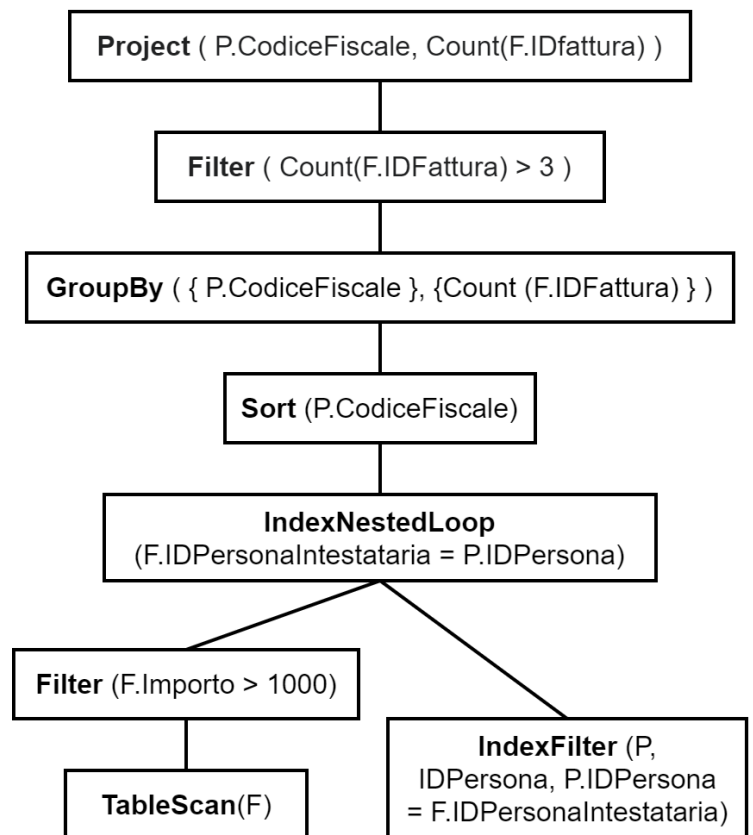 Project ( P.CodiceFiscale, Count(F.IDfattura) )
Filter ( Count(F.IDFattura) > 3 )
GroupBy ( { P.CodiceFiscale }, {Count (F.IDFattura) } )
Sort (P.CodiceFiscale)
IndexNestedLoop
(F.IDPersonaIntestataria = P.IDPersona)
Filter (F.Importo > 1000)
TableScan(F)
IndexFilter (P,
IDPersona, P.IDPersona
= F.IDPersonaIntestataria)